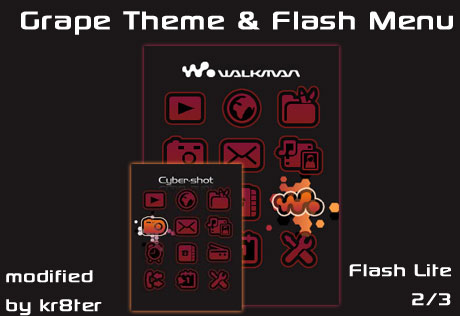 Grape Theme & Flash Menu
WALKMAN
Cyber-shot
modified
by kr8ter
Flash Lite
2/3